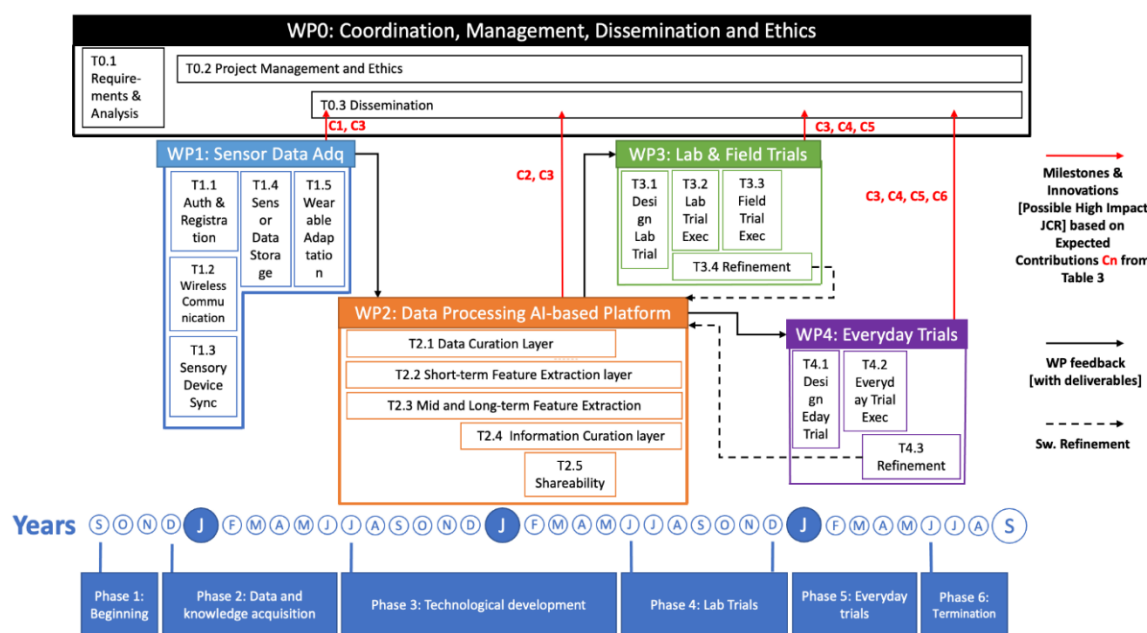 WP0: Coordination, Management, Dissemination and Ethics
T0.1
Require-
ments &
Analysis
T0.2 Project Management and Ethics
T0.3 Dissemination
C1, C3
C2, C3
C3, C4, C5
C3, C4, C5, C6
WP1: Sensor Data Adq
T1.1
Auth &
Registra
tion
T1.2
Wireless
Commu
nication
T1.3
Sensory
Device
Sync
T1.4
Sens
or
Data
Stora
ge
T1.5
Wear
able
Adap
tatio
n
WP3: Lab & Field Trials
T3.1
Desi
gn
Lab
Trial
T3.2
Lab
Trial
Exec
T3.3
Field
Trial
Exec
T3.4 Refinement
WP2: Data Processing AI-based Platform
T2.1 Data Curation Layer
T2.2 Short-term Feature Extraction layer
T2.3 Mid and Long-term Feature Extraction
T2.4 Information Curation layer
T2.5
Shareability
WP4: Everyday Trials
T4.1
Desi
gn
Eday
Trial
T4.2
Everyd
ay Trial
Exec
T4.3
Refinement
Milestones &
Innovations
[Possible High Impact
JCR] based on
Expected
Contributions Cn from
Table 3
WP feedback
[with deliverables]
Sw. Refinement
Years S O N D J F M A M J J A S O N D J F M A M J J A S O N D J F M A M J J A S
Phase 1:
Beginning
Phase 2: Data and
knowledge acquisition
Phase 3: Technological development
Phase 4: Lab Trials
Phase 5: Everyday
trials
Phase 6:
Termination